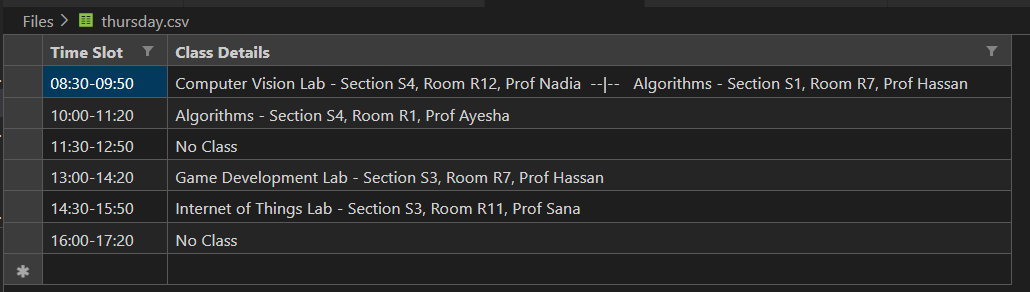 Files > thursday.csv
Time Slot Class Details
08:30-09:50 Computer Vision Lab - Section S4, Room R12, Prof Nadia --|-- Algorithms - Section S1, Room R7, Prof Hassan
10:00-11:20 Algorithms - Section S4, Room R1, Prof Ayesha
11:30-12:50 No Class
13:00-14:20 Game Development Lab - Section S3, Room R7, Prof Hassan
14:30-15:50 Internet of Things Lab - Section S3, Room R11, Prof Sana
16:00-17:20 No Class